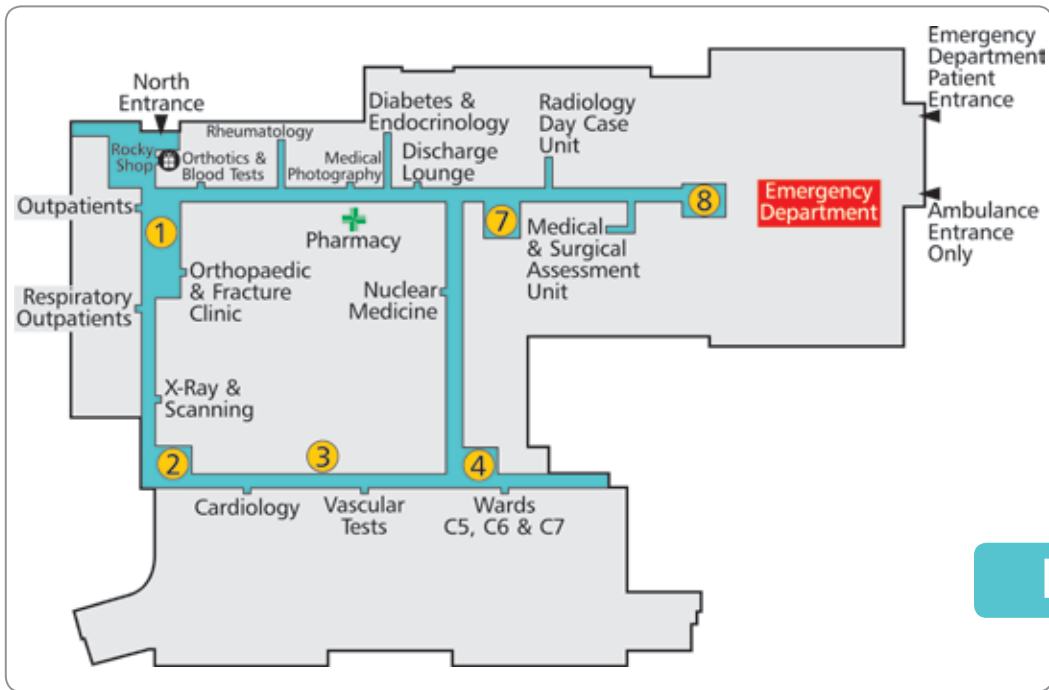 Emergency
Department
Patient
Entrance
North
Entrance
Diabetes &
Endocrinology
Radiology
Day Case
Unit
Rheumatology
Rocky
Shop
Orthotics &
Blood Tests
Medical
Photography
Discharge
Lounge
Outpatients
1
Pharmacy
7
Medical
& Surgical
Assessment
Unit
8
Emergency
Department
Ambulance
Entrance
Only
Orthopaedic
& Fracture
Clinic
Respiratory
Outpatients
Nuclear
Medicine
X-Ray &
Scanning
2
3
4
Cardiology
Vascular
Tests
Wards
C5, C6 & C7